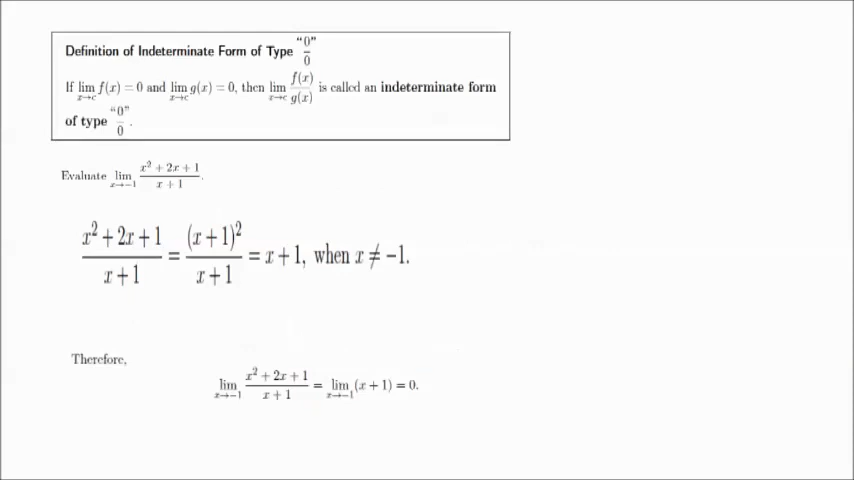 Definition of Indeterminate Form of Type "0"/0
If lim_{x→c} f(x) = 0 and lim_{x→c} g(x) = 0, then lim_{x→c} f(x)/g(x) is called an indeterminate form
of type "0"/0 .
Evaluate lim_{x→−1} (x² + 2x + 1)/(x + 1).
(x² + 2x + 1)/(x + 1) = (x + 1)²/(x + 1) = x + 1, when x ≠ −1.
Therefore,
lim_{x→−1} (x² + 2x + 1)/(x + 1) = lim_{x→−1} (x + 1) = 0.